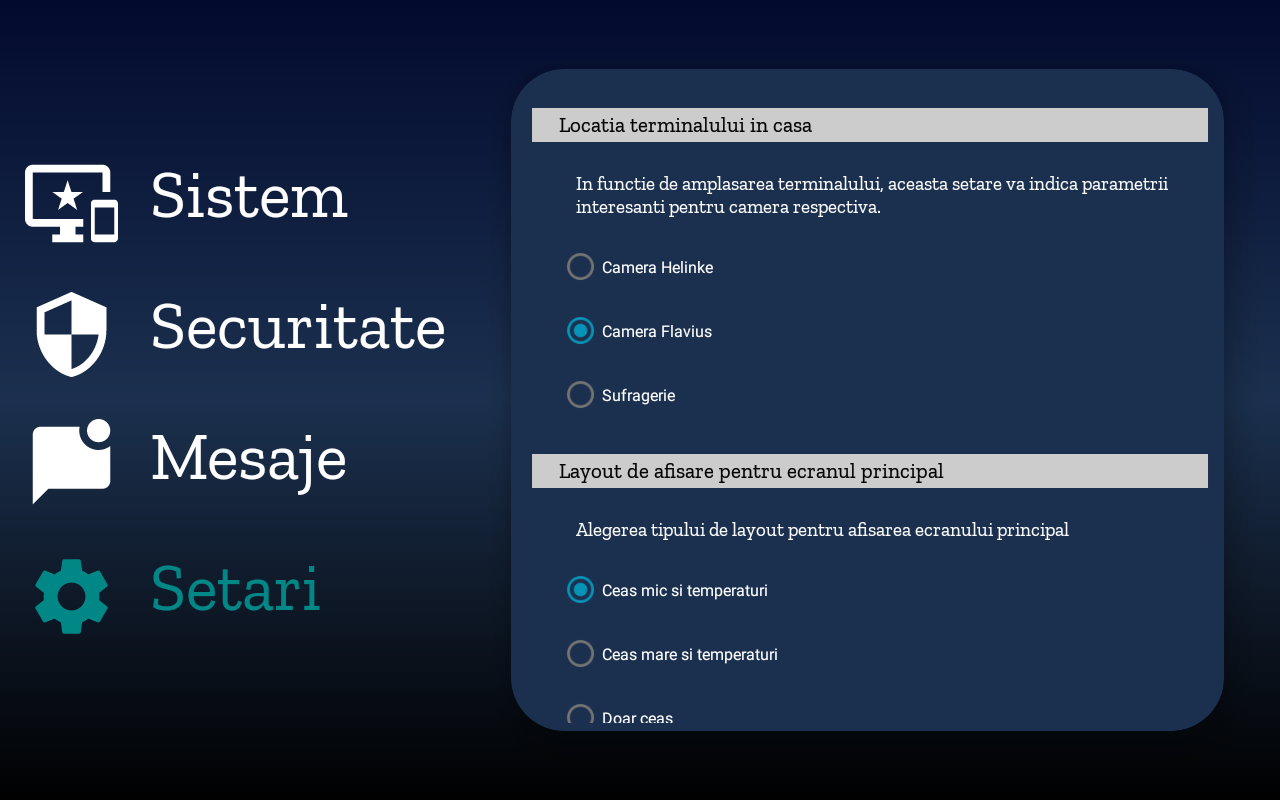 Sistem
Securitate
Mesaje
Setari
Locatia terminalului in casa
In functie de amplasarea terminalului, aceasta setare va indica parametrii
interesanti pentru camera respectiva.
Camera Helinke
Camera Flavius
Sufragerie
Layout de afisare pentru ecranul principal
Alegerea tipului de layout pentru afisarea ecranului principal
Ceas mic si temperaturi
Ceas mare si temperaturi
Doar ceas